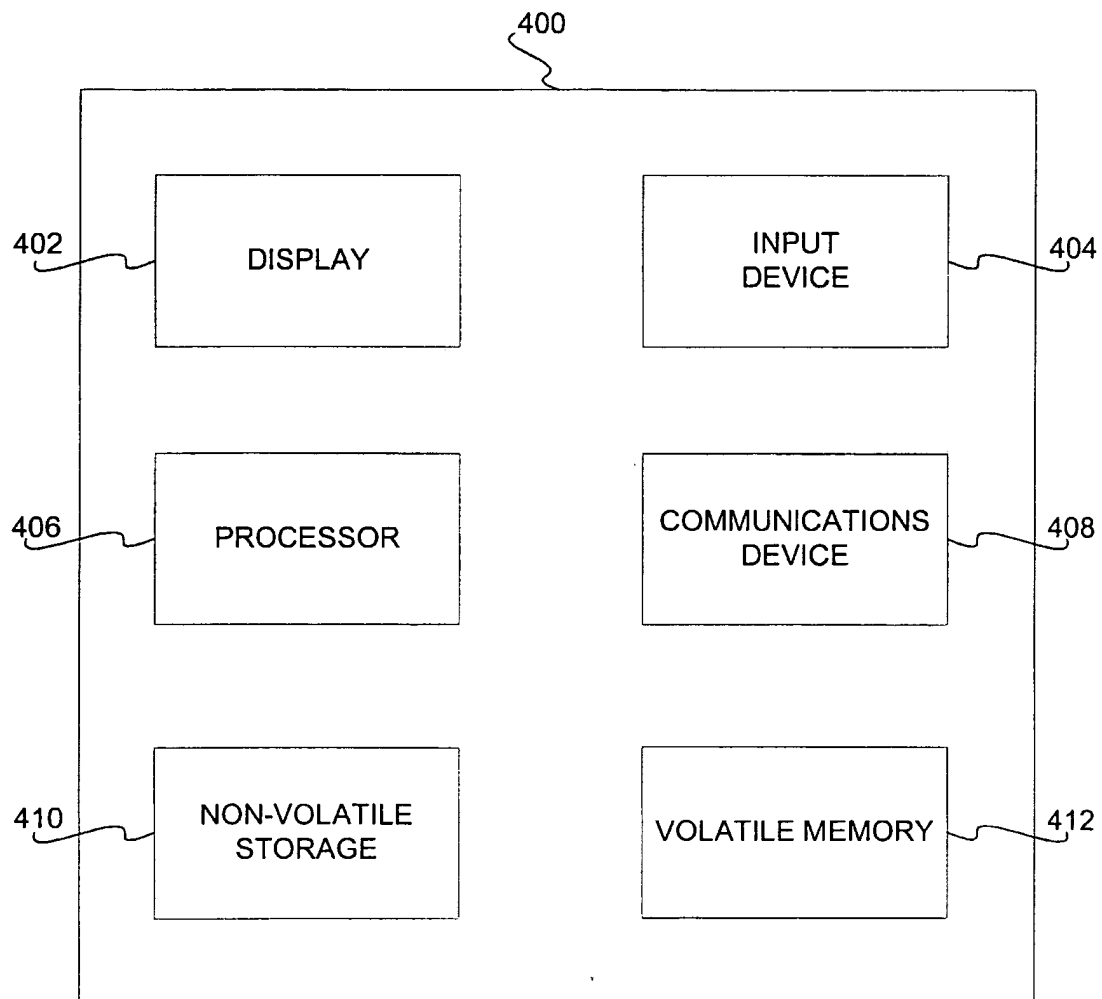 400
402
DISPLAY
INPUT
DEVICE
404
406
PROCESSOR
COMMUNICATIONS
DEVICE
408
410
NON-VOLATILE
STORAGE
VOLATILE MEMORY
412